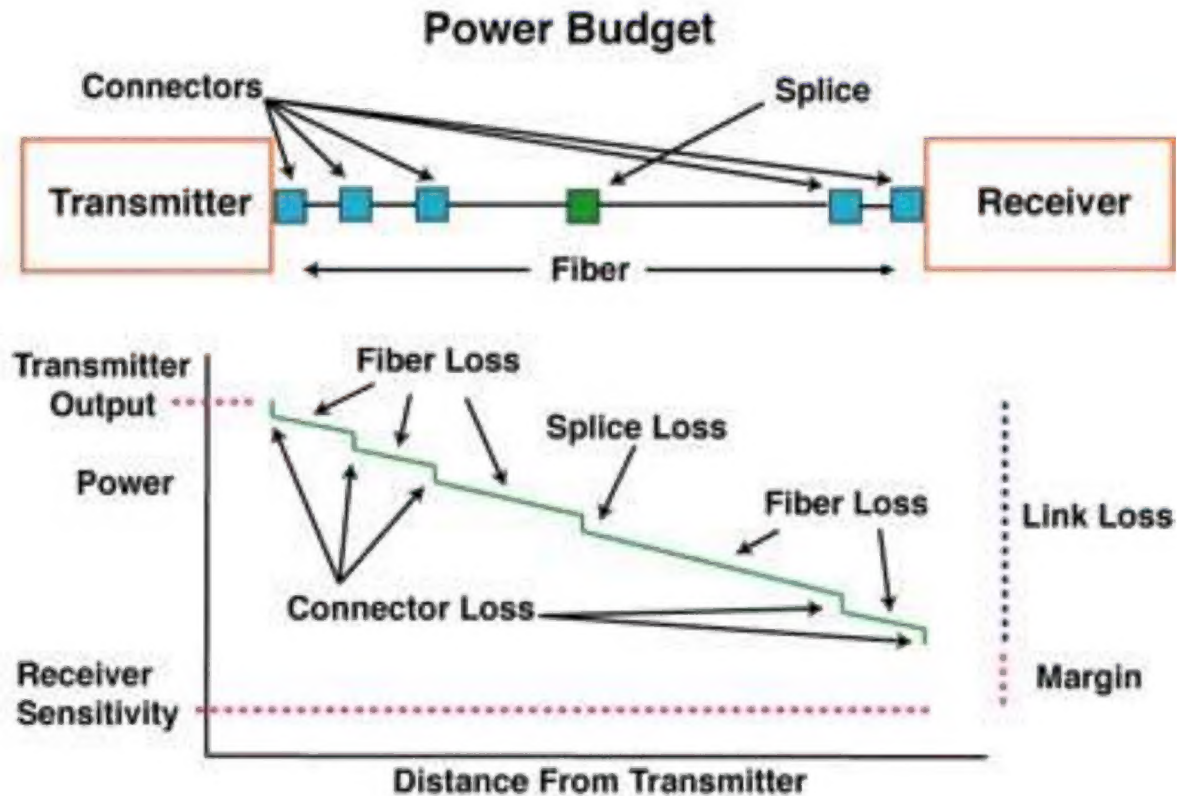 Power Budget
Connectors
Splice
Transmitter
Receiver
Fiber
Transmitter
Output
Fiber Loss
Splice Loss
Power
Fiber Loss
Link Loss
Connector Loss
Receiver
Sensitivity
Margin
Distance From Transmitter